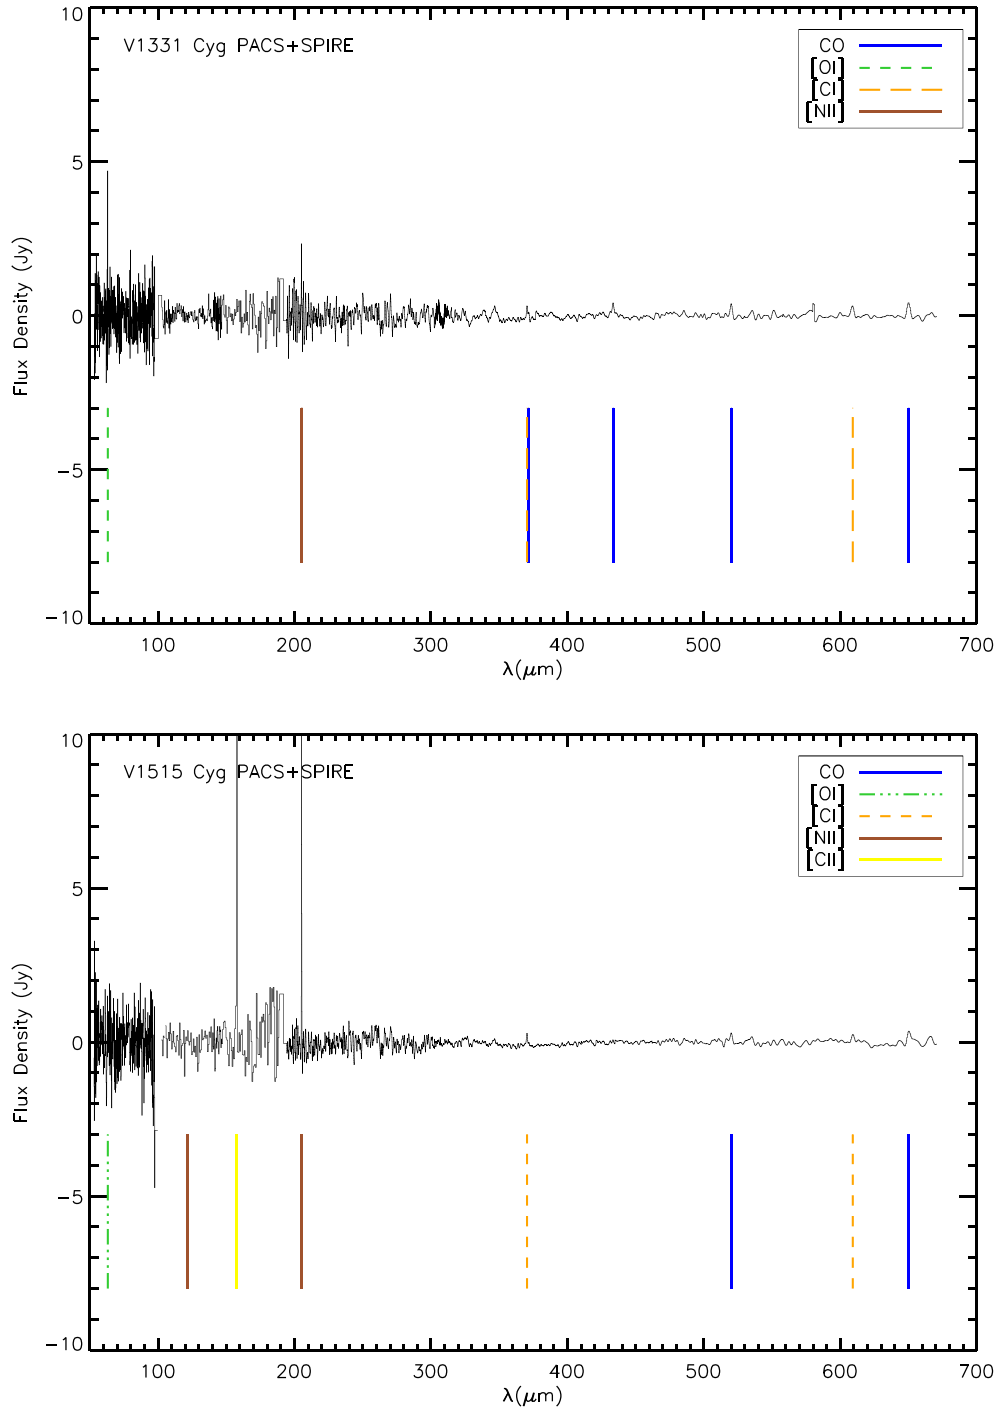 V1331 Cyg PACS+SPIRE
CO
[OI]
[CI]
[NII]
10
5
0
−5
−10
Flux Density (Jy)
100 200 300 400 500 600 700
λ(μm)
V1515 Cyg PACS+SPIRE
CO
[OI]
[CI]
[NII]
[CII]
10
5
0
−5
−10
Flux Density (Jy)
100 200 300 400 500 600 700
λ(μm)